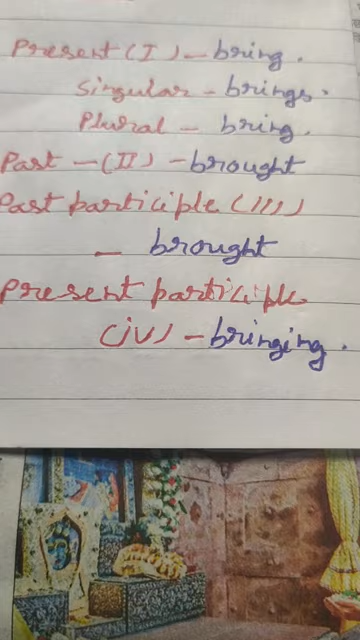 Present (I) - bring.
Singular - brings.
Plural - bring.
Past - (II) - brought
Past participle (III)
- brought
Present participle
(iv) - bringing.